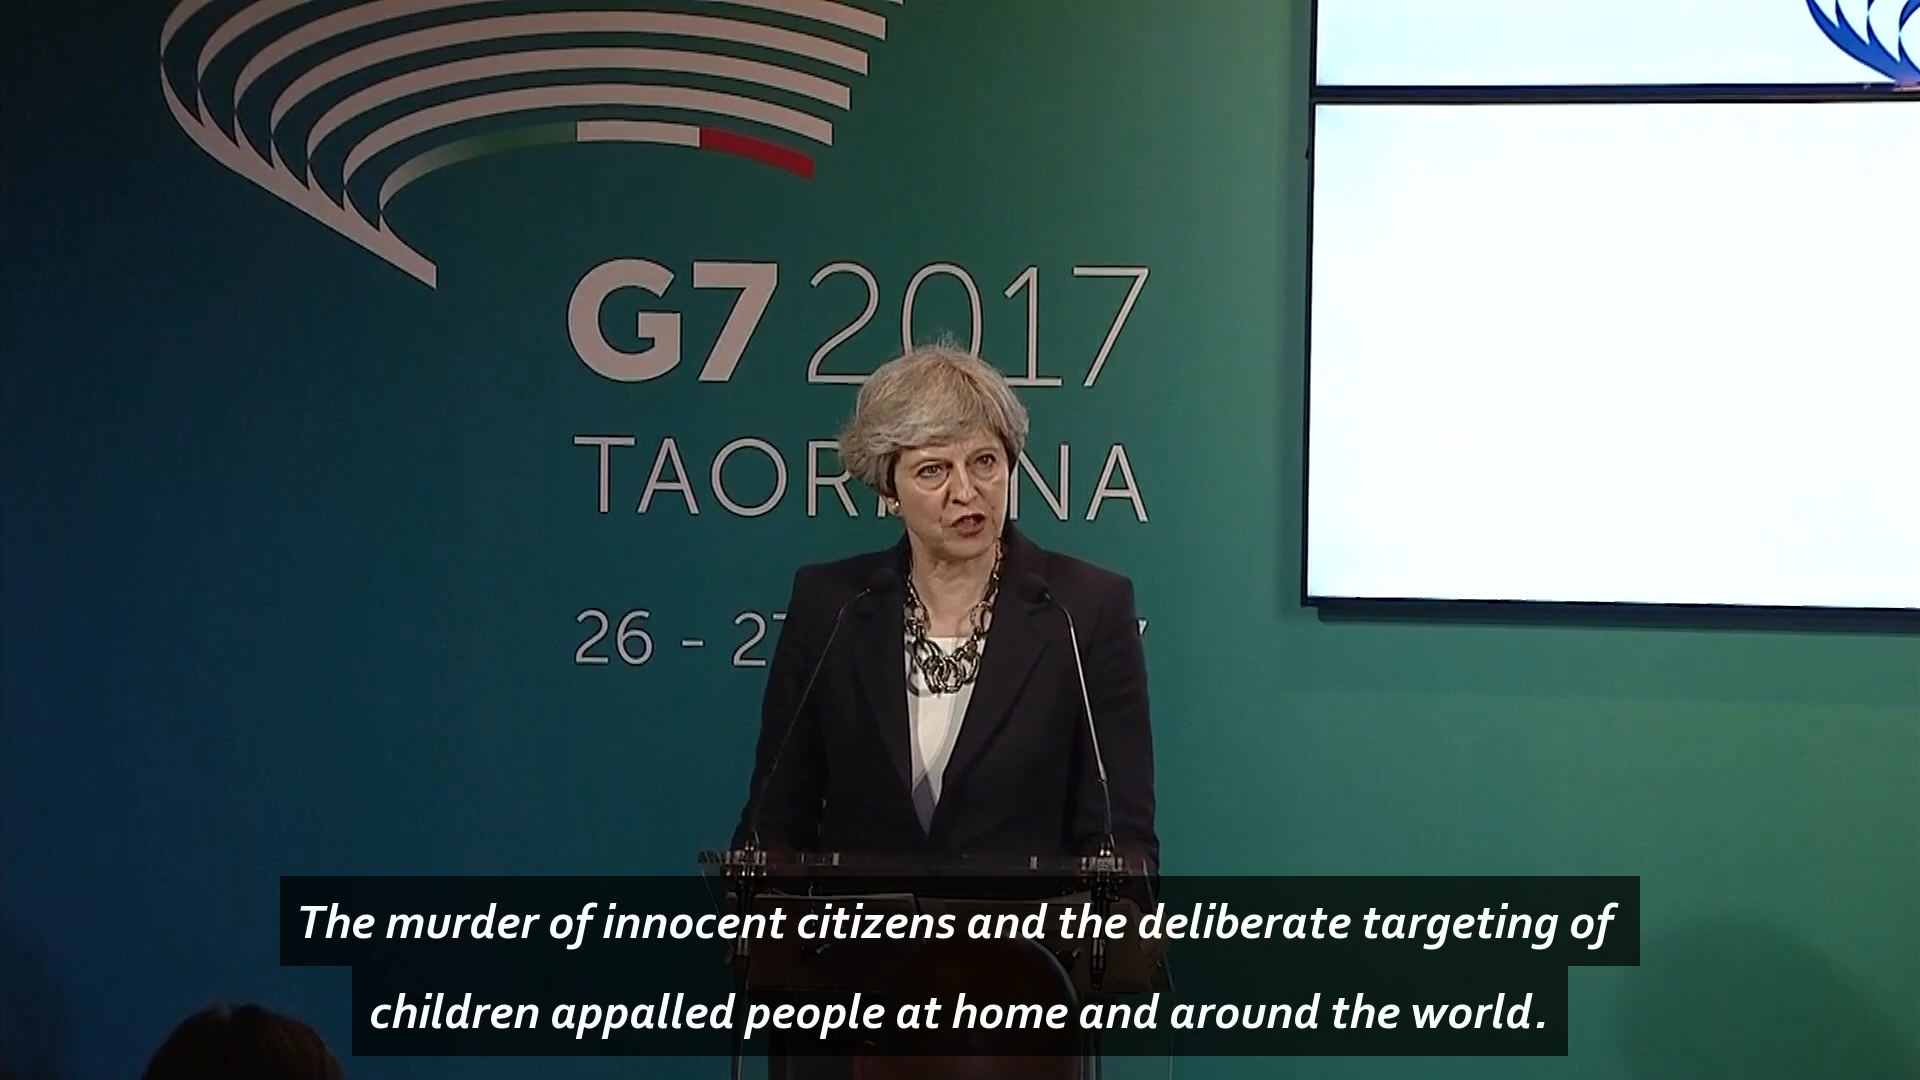 G7 2017
TAOR NA
26 - 27
The murder of innocent citizens and the deliberate targeting of
children appalled people at home and around the world.